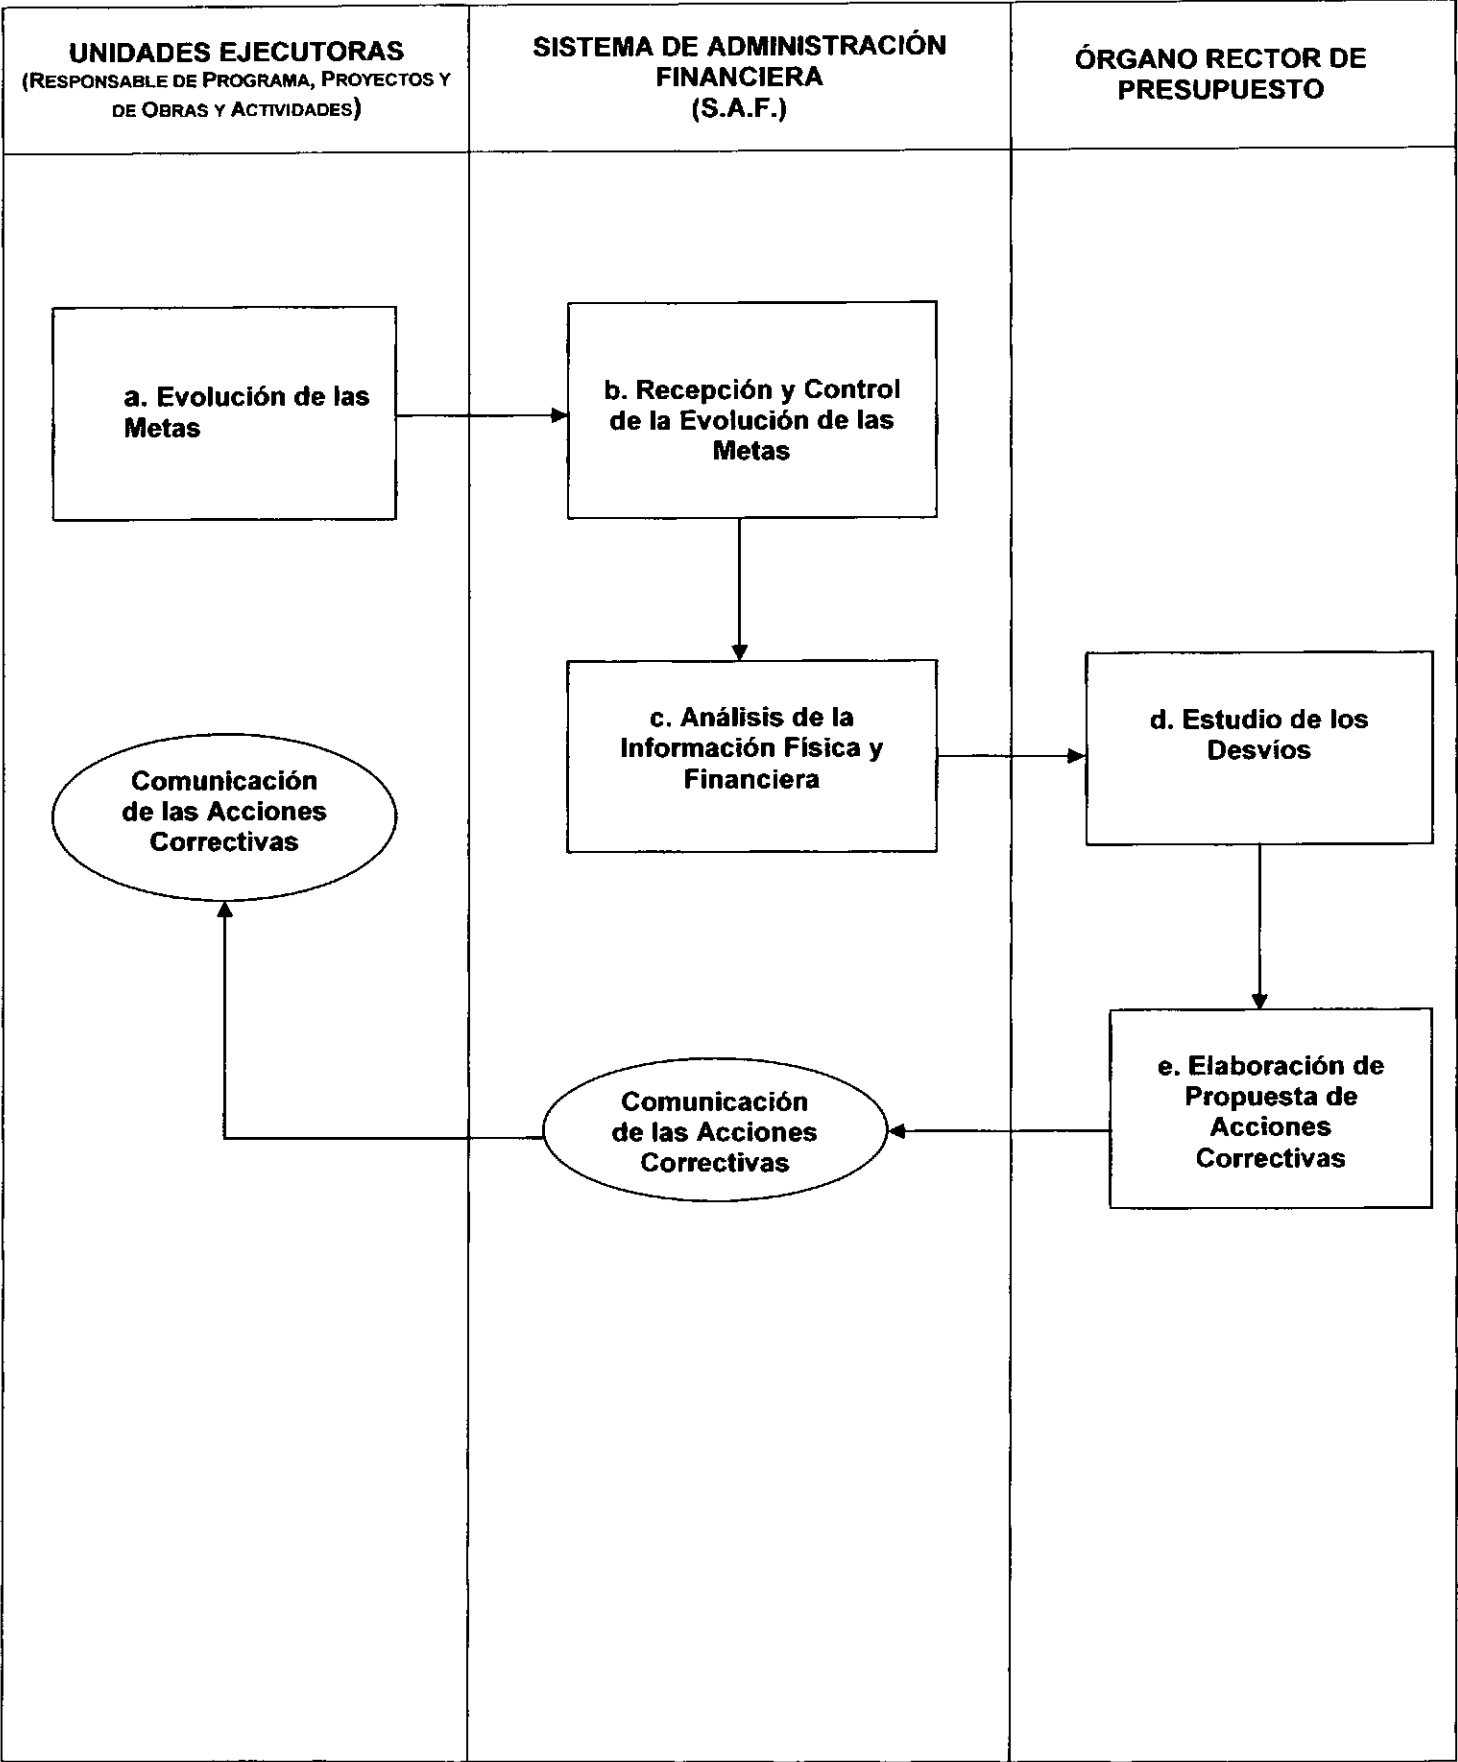 UNIDADES EJECUTORAS
(RESPONSABLE DE PROGRAMA, PROYECTOS Y
DE OBRAS Y ACTIVIDADES)
SISTEMA DE ADMINISTRACIÓN
FINANCIERA
(S.A.F.)
ÓRGANO RECTOR DE
PRESUPUESTO
a. Evolución de las
Metas
b. Recepción y Control
de la Evolución de las
Metas
c. Análisis de la
Información Física y
Financiera
d. Estudio de los
Desvíos
Comunicación
de las Acciones
Correctivas
e. Elaboración de
Propuesta de
Acciones
Correctivas
Comunicación
de las Acciones
Correctivas